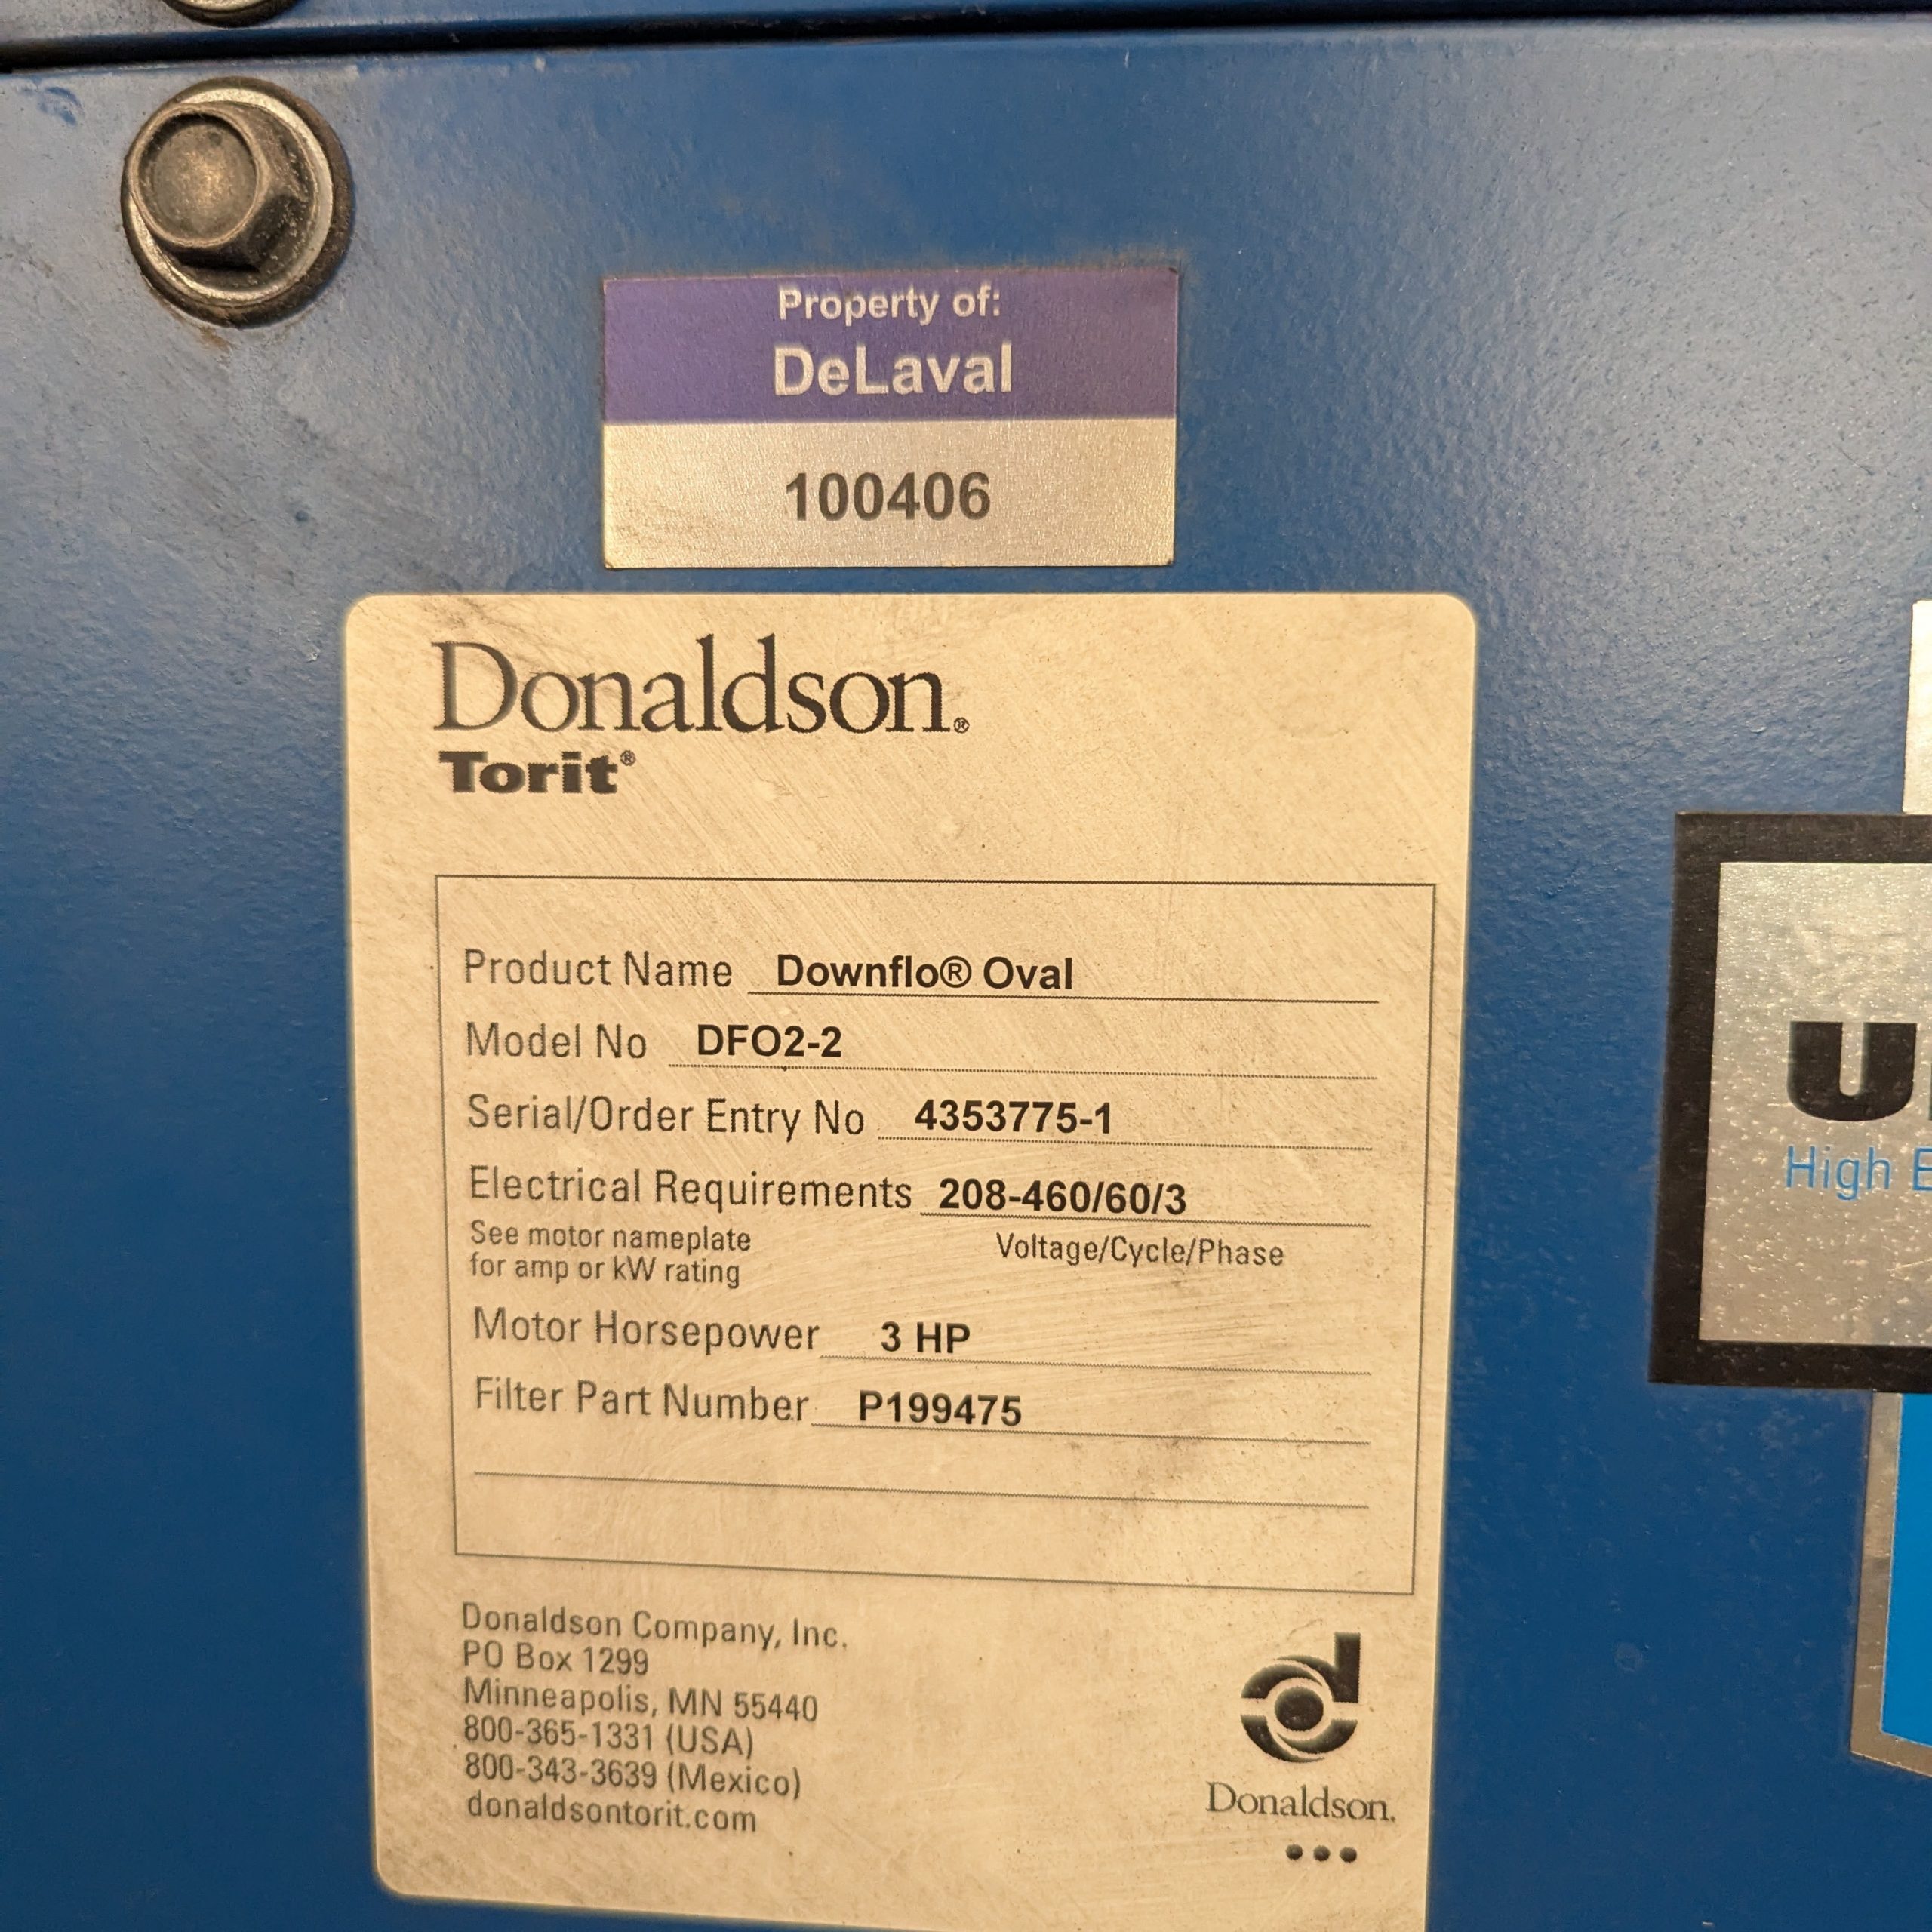 Property of:
DeLaval
100406
Donaldson®
Torit®
Product Name Downflo® Oval
Model No DFO2-2
Serial/Order Entry No 4353775-1
Electrical Requirements 208-460/60/3
See motor nameplate
for amp or kW rating
Voltage/Cycle/Phase
Motor Horsepower 3 HP
Filter Part Number P199475
Donaldson Company, Inc.
PO Box 1299
Minneapolis, MN 55440
800-365-1331 (USA)
800-343-3639 (Mexico)
donaldsontorit.com
Donaldson.
High